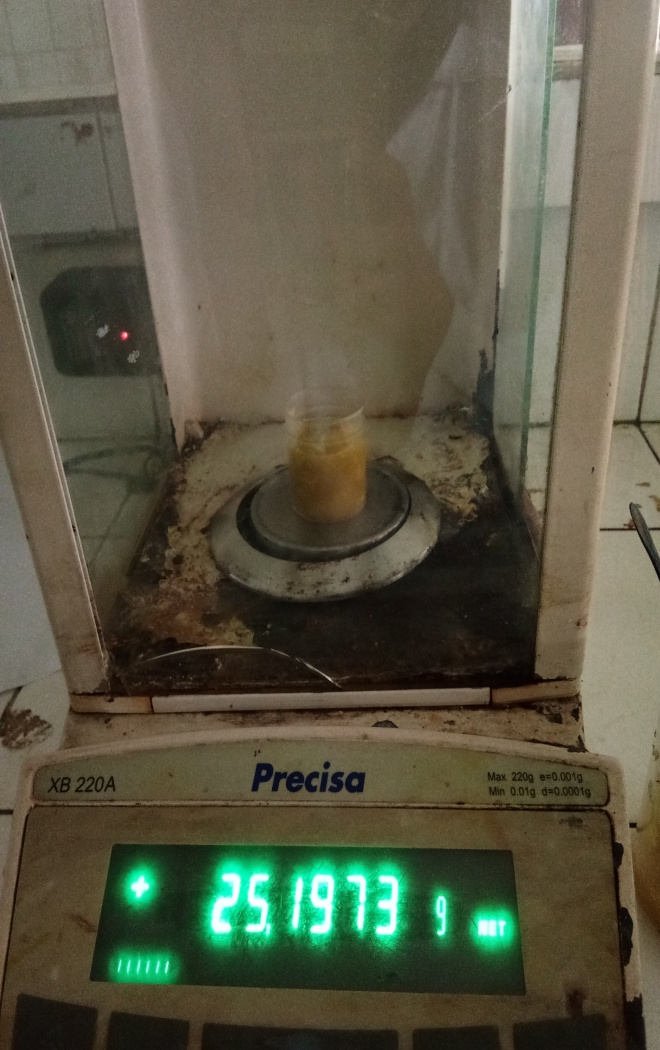 XB 220A
Precisa
Max 220g e=0.001g
Min 0.01g d=0.0001g
+ 25.1973 g NET